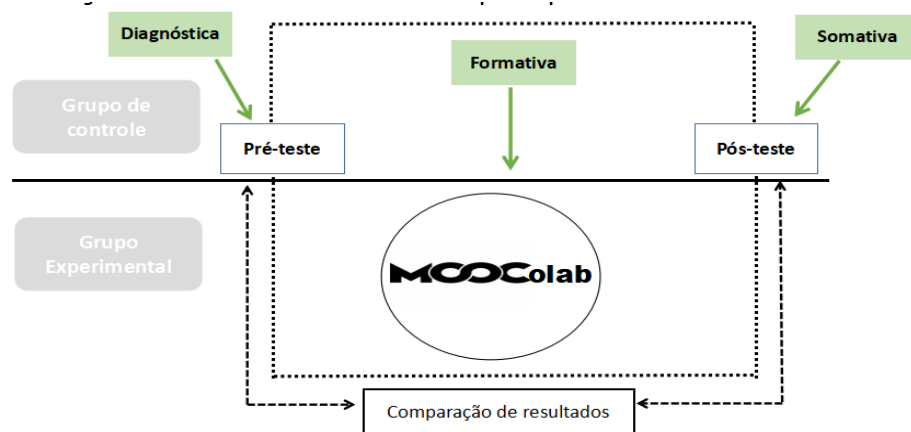 Diagnóstica
Somativa
Formativa
Grupo de
controle
Pré-teste
Pós-teste
Grupo
Experimental
MOOColab
Comparação de resultados